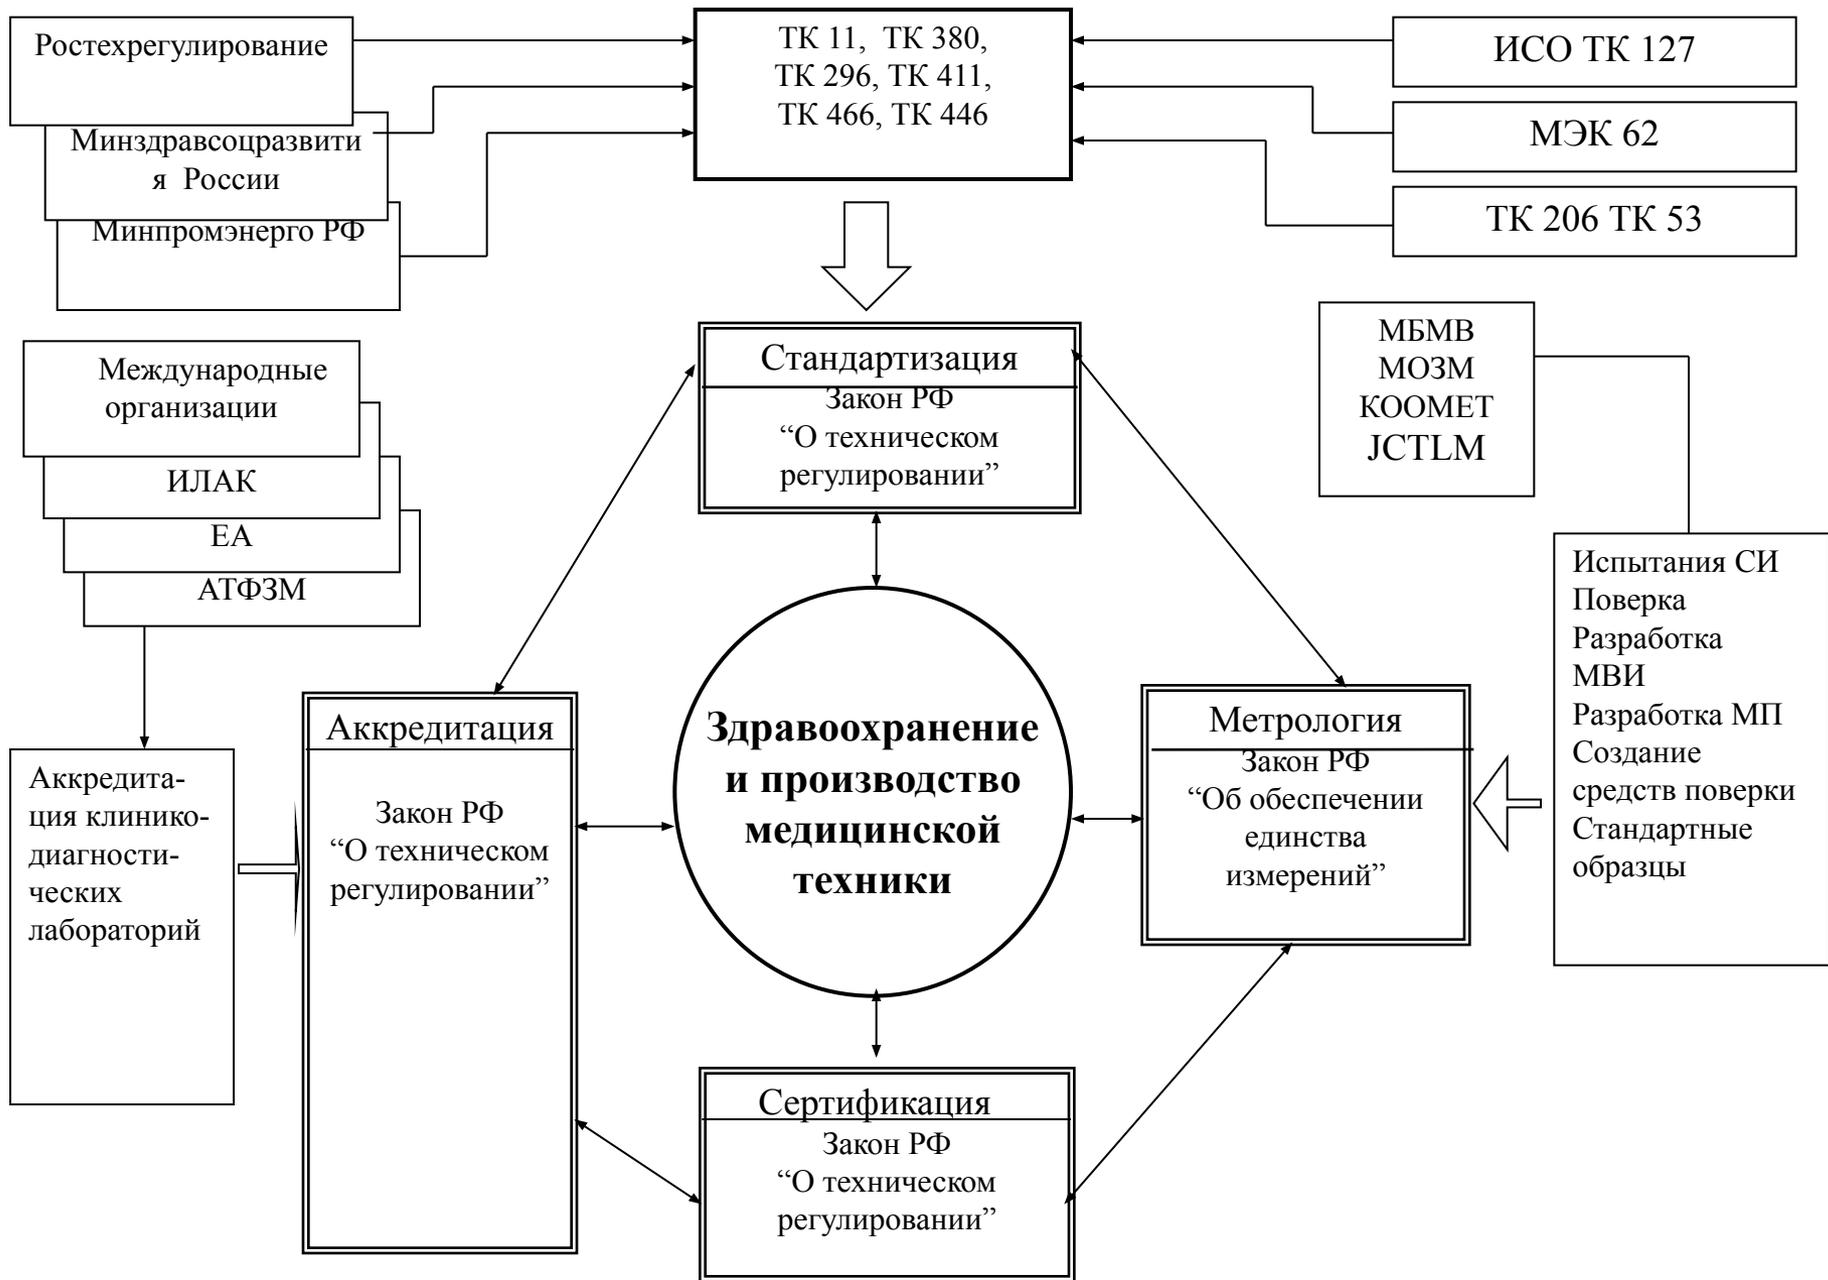 Ростехрегулирование
Минздравсоцразвити
я России
Минпромэнерго РФ
ТК 11, ТК 380,
ТК 296, ТК 411,
ТК 466, ТК 446
ИСО ТК 127
МЭК 62
ТК 206 ТК 53
Международные
организации
ИЛАК
ЕА
АТФЗМ
Стандартизация
Закон РФ
“О техническом
регулировании”
МБМВ
МОЗМ
КООМЕТ
JCTLM
Аккредита-
ция клинико-
диагности-
ческих
лабораторий
Аккредитация
Закон РФ
“О техническом
регулировании”
Здравоохранение
и производство
медицинской
техники
Метрология
Закон РФ
“Об обеспечении
единства
измерений”
Испытания СИ
Поверка
Разработка
МВИ
Разработка МП
Создание
средств поверки
Стандартные
образцы
Сертификация
Закон РФ
“О техническом
регулировании”